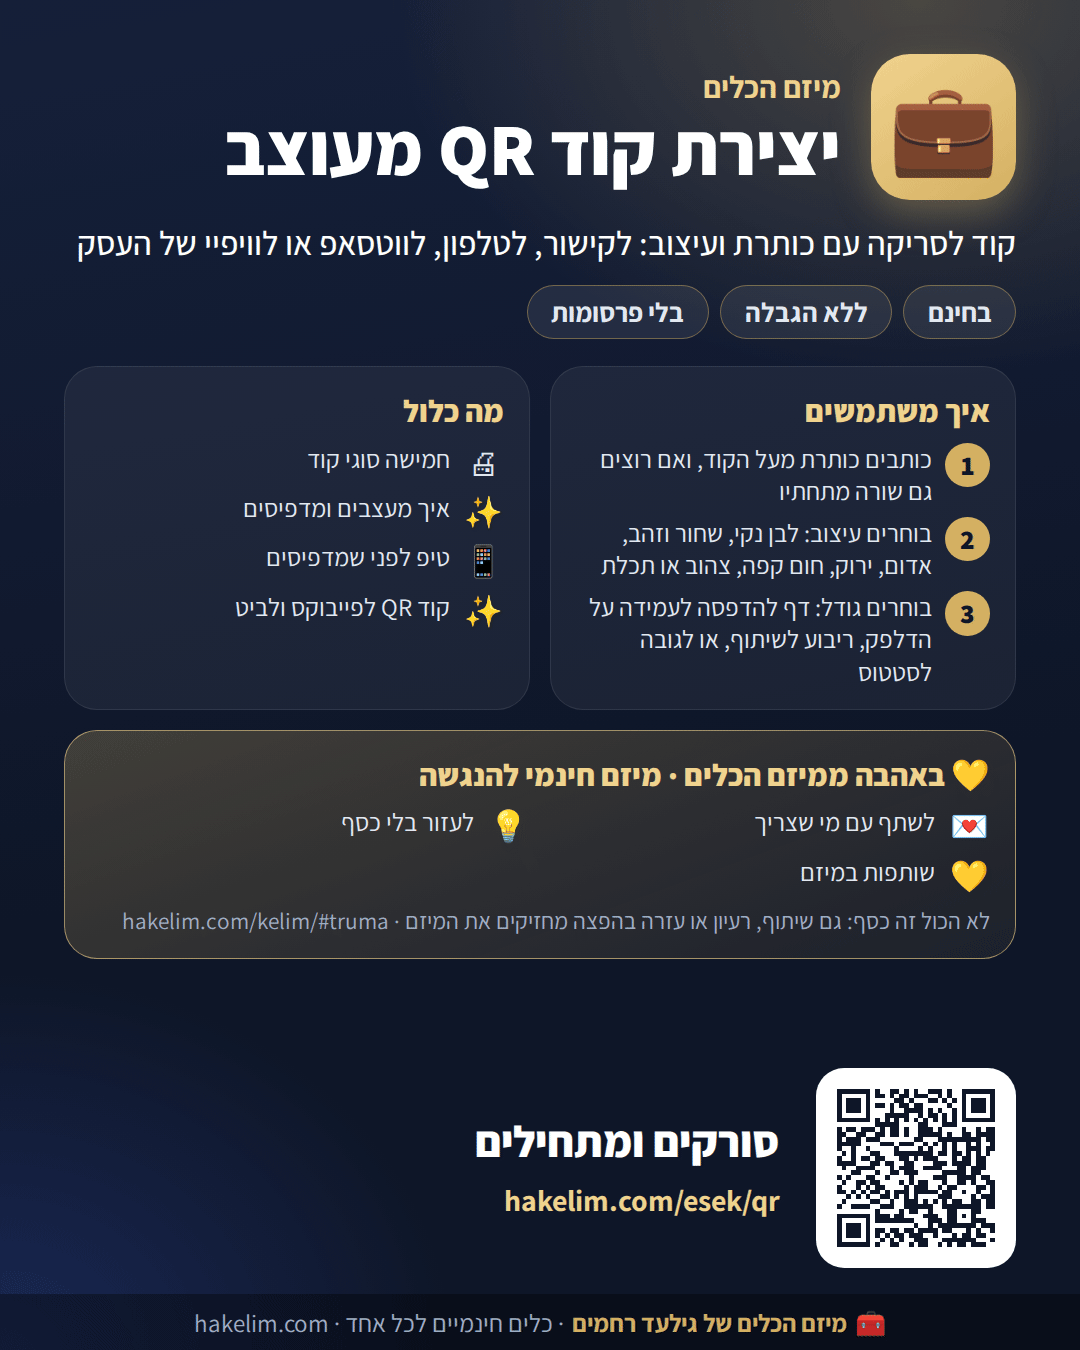 מיזם הכלים
יצירת קוד QR מעוצב
קוד לסריקה עם כותרת ועיצוב: לקישור, לטלפון, לווטסאפ או לוויפיי של העסק
בחינם
ללא הגבלה
בלי פרסומות
איך משתמשים
1 כותבים כותרת מעל הקוד, ואם רוצים
גם שורה מתחתיו
2 בוחרים עיצוב: לבן נקי, שחור וזהב,
אדום, ירוק, חום קפה, צהוב או תכלת
3 בוחרים גודל: דף להדפסה לעמידה על
הדלפק, ריבוע לשיתוף, או לגובה
לסטטוס
מה כלול
חמישה סוגי קוד
איך מעצבים ומדפיסים
טיפ לפני שמדפיסים
קוד QR לפייבוקס ולביט
באהבה ממיזם הכלים · מיזם חינמי להנגשה
לשתף עם מי שצריך
לעזור בלי כסף
שותפות במיזם
לא הכול זה כסף: גם שיתוף, רעיון או עזרה בהפצה מחזיקים את המיזם · hakelim.com/kelim/#truma
סורקים ומתחילים
hakelim.com/esek/qr
מיזם הכלים של גילעד רחמים · כלים חינמיים לכל אחד · hakelim.com